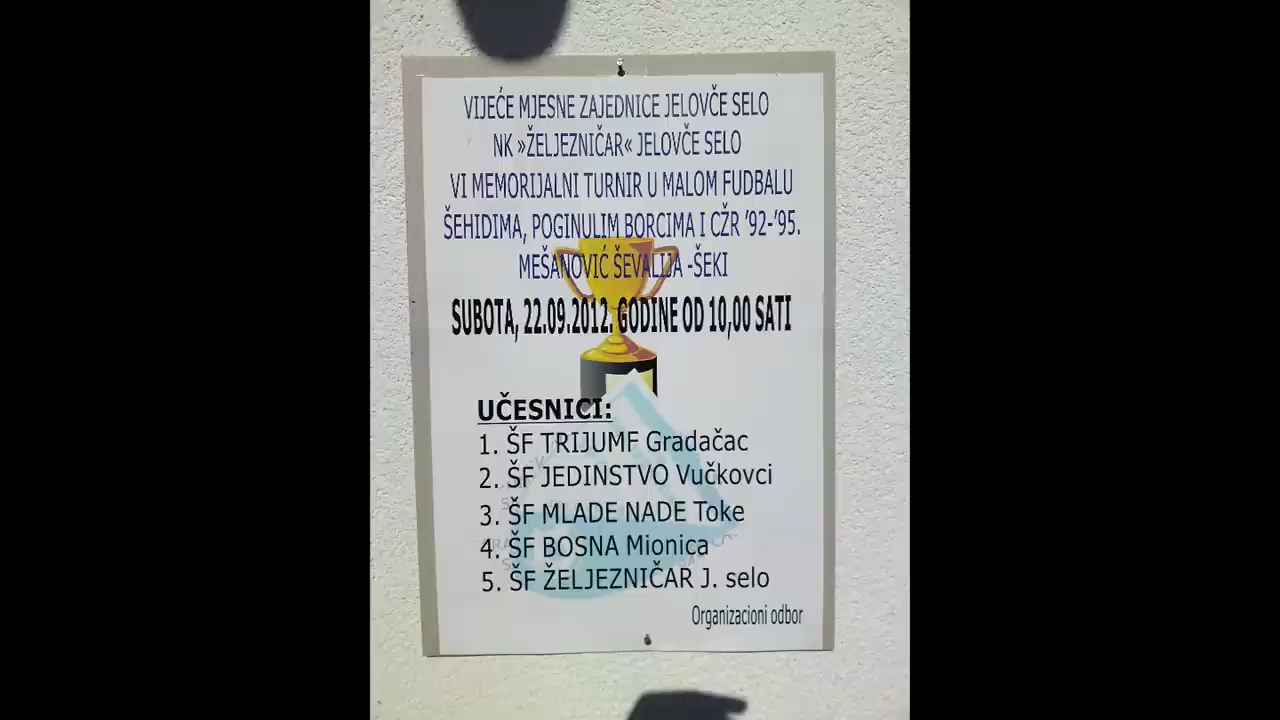 VIJEĆE MJESNE ZAJEDNICE JELOVČE SELO
NK »ŽELJEZNIČAR« JELOVČE SELO
VI MEMORIJALNI TURNIR U MALOM FUDBALU
ŠEHIDIMA, POGINULIM BORCIMA I CŽR '92-'95.
MEŠANOVIĆ ŠEVALIJA -ŠEKI
SUBOTA, 22.09.2012. GODINE OD 10,00 SATI
UČESNICI:
1. ŠF TRIJUMF Gradačac
2. ŠF JEDINSTVO Vučkovci
3. ŠF MLADE NADE Toke
4. ŠF BOSNA Mionica
5. ŠF ŽELJEZNIČAR J. selo
Organizacioni odbor